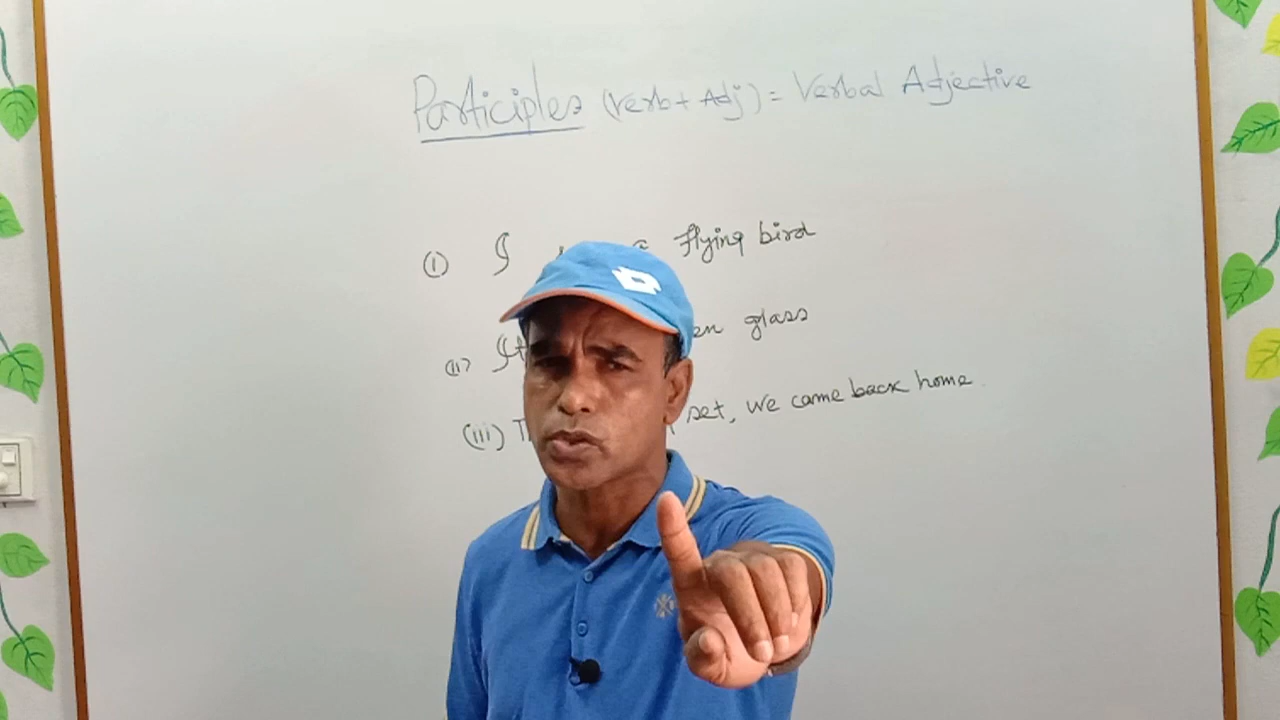 Participles (Verb + Adj) = Verbal Adjective
(i) I flying bird
(ii) glass
(iii) set, we came back home.